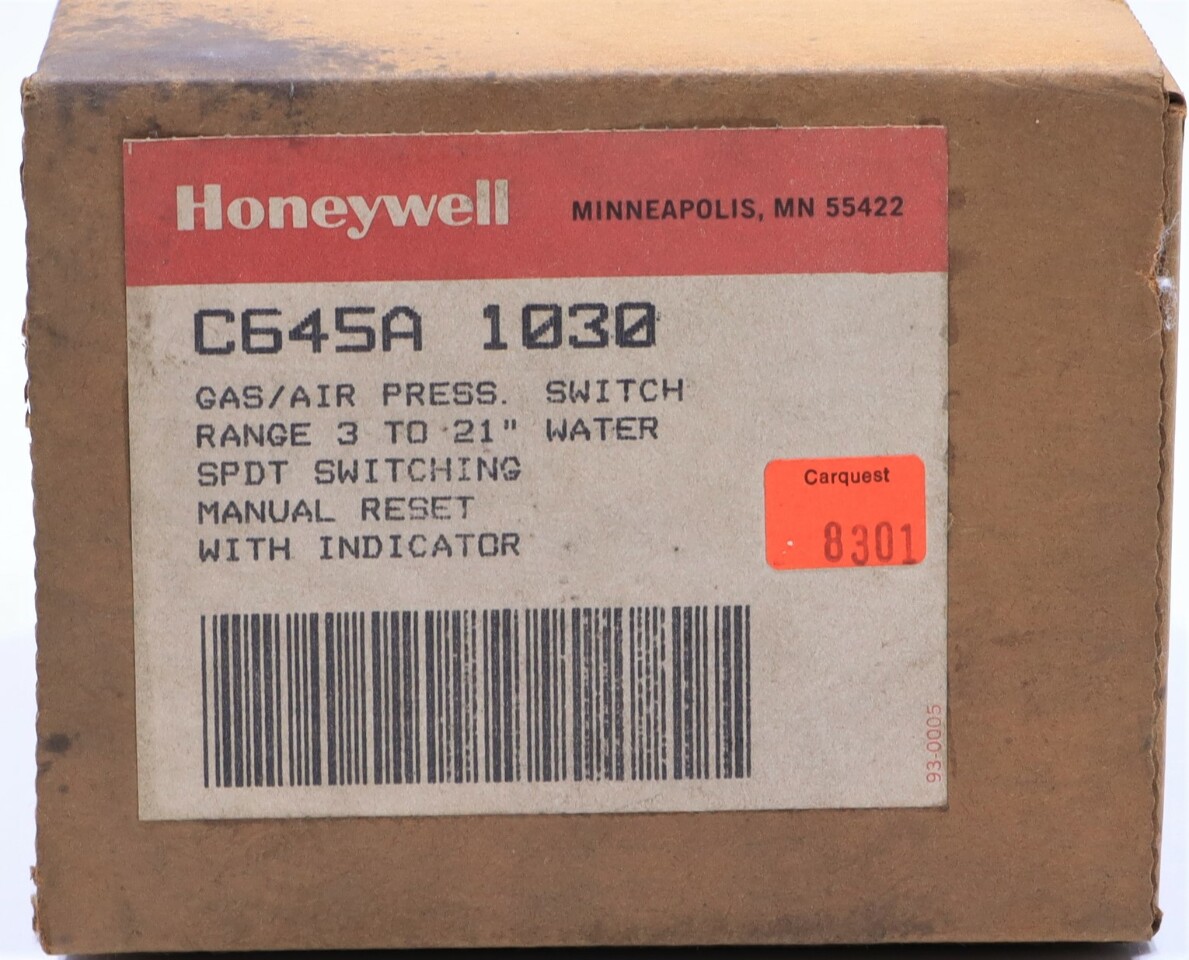 Honeywell MINNEAPOLIS, MN 55422
C645A 1030
GAS/AIR PRESS. SWITCH
RANGE 3 TO 21" WATER
SPDT SWITCHING
MANUAL RESET
WITH INDICATOR
Carquest
8301
93-0005